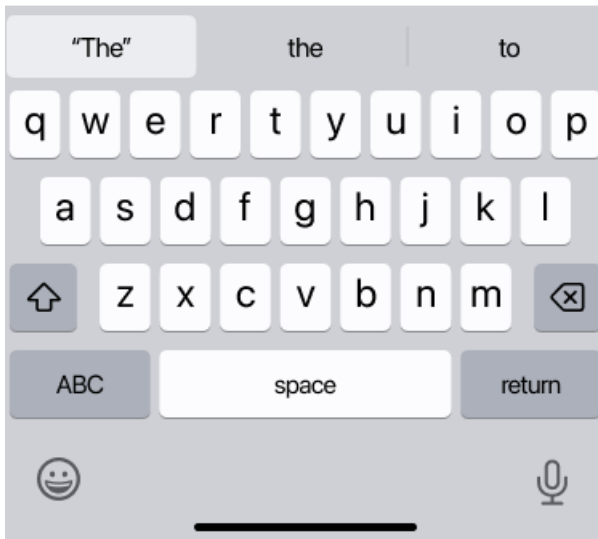 “The” the to
q w e r t y u i o p
a s d f g h j k l
z x c v b n m
ABC space return